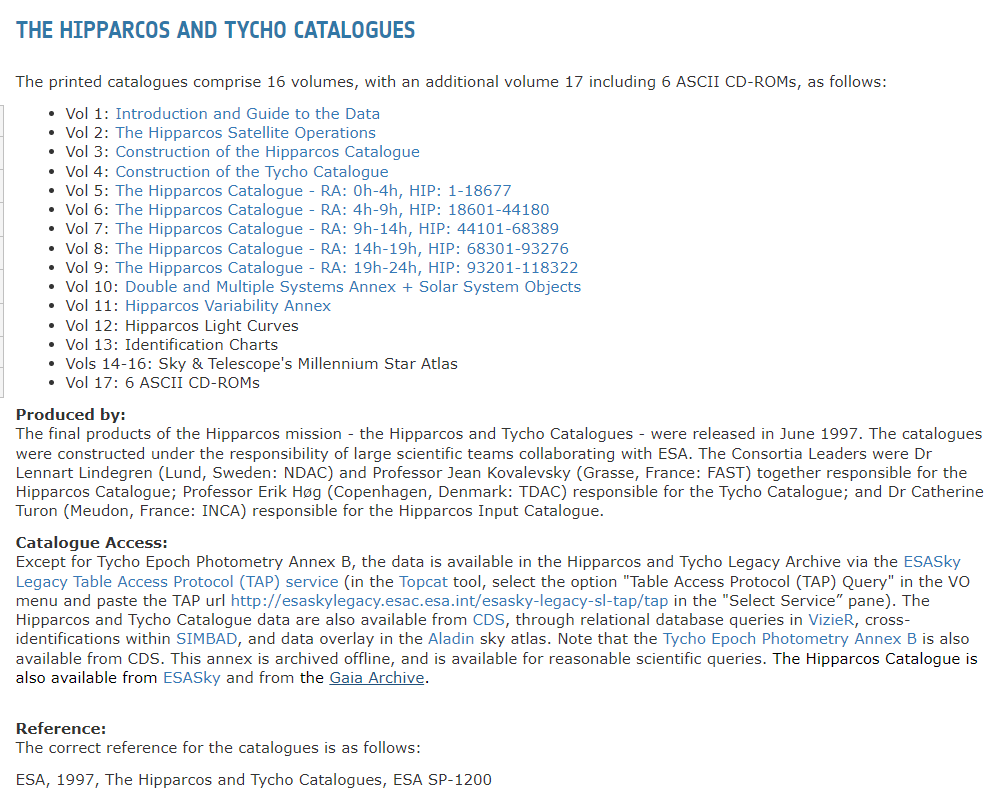 THE HIPPARCOS AND TYCHO CATALOGUES
The printed catalogues comprise 16 volumes, with an additional volume 17 including 6 ASCII CD-ROMs, as follows:
• Vol 1: Introduction and Guide to the Data
• Vol 2: The Hipparcos Satellite Operations
• Vol 3: Construction of the Hipparcos Catalogue
• Vol 4: Construction of the Tycho Catalogue
• Vol 5: The Hipparcos Catalogue - RA: 0h-4h, HIP: 1-18677
• Vol 6: The Hipparcos Catalogue - RA: 4h-9h, HIP: 18601-44180
• Vol 7: The Hipparcos Catalogue - RA: 9h-14h, HIP: 44101-68389
• Vol 8: The Hipparcos Catalogue - RA: 14h-19h, HIP: 68301-93276
• Vol 9: The Hipparcos Catalogue - RA: 19h-24h, HIP: 93201-118322
• Vol 10: Double and Multiple Systems Annex + Solar System Objects
• Vol 11: Hipparcos Variability Annex
• Vol 12: Hipparcos Light Curves
• Vol 13: Identification Charts
• Vols 14-16: Sky & Telescope's Millennium Star Atlas
• Vol 17: 6 ASCII CD-ROMs
Produced by:
The final products of the Hipparcos mission - the Hipparcos and Tycho Catalogues - were released in June 1997. The catalogues
were constructed under the responsibility of large scientific teams collaborating with ESA. The Consortia Leaders were Dr
Lennart Lindegren (Lund, Sweden: NDAC) and Professor Jean Kovalevsky (Grasse, France: FAST) together responsible for the
Hipparcos Catalogue; Professor Erik Høg (Copenhagen, Denmark: TDAC) responsible for the Tycho Catalogue; and Dr Catherine
Turon (Meudon, France: INCA) responsible for the Hipparcos Input Catalogue.
Catalogue Access:
Except for Tycho Epoch Photometry Annex B, the data is available in the Hipparcos and Tycho Legacy Archive via the ESASky
Legacy Table Access Protocol (TAP) service (in the Topcat tool, select the option "Table Access Protocol (TAP) Query" in the VO
menu and paste the TAP url http://esaskylegacy.esac.esa.int/esasky-legacy-sl-tap/tap in the "Select Service” pane). The
Hipparcos and Tycho Catalogue data are also available from CDS, through relational database queries in VizieR, cross-
identifications within SIMBAD, and data overlay in the Aladin sky atlas. Note that the Tycho Epoch Photometry Annex B is also
available from CDS. This annex is archived offline, and is available for reasonable scientific queries. The Hipparcos Catalogue is
also available from ESASky and from the Gaia Archive.
Reference:
The correct reference for the catalogues is as follows:
ESA, 1997, The Hipparcos and Tycho Catalogues, ESA SP-1200